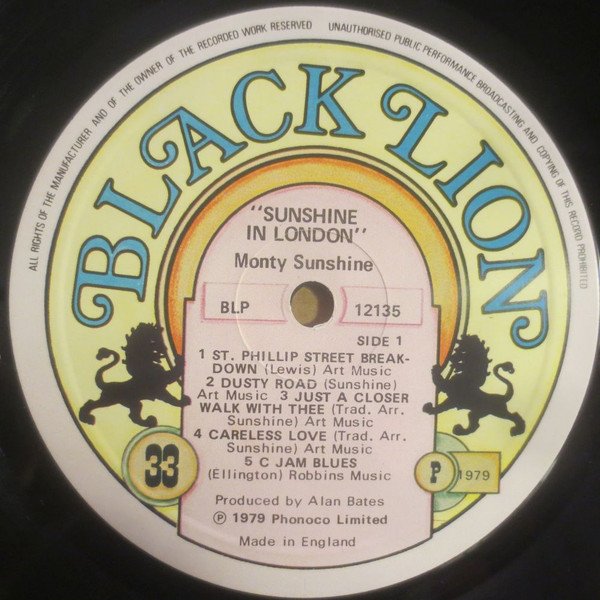 ALL RIGHTS OF THE MANUFACTURER AND OF THE OWNER OF THE RECORDED WORK RESERVED UNAUTHORISED PUBLIC PERFORMANCE BROADCASTING AND COPYING OF THIS RECORD PROHIBITED
BLACK LION
"SUNSHINE
IN LONDON"
Monty Sunshine
BLP 12135
SIDE 1
1 ST. PHILLIP STREET BREAK-
DOWN (Lewis) Art Music
2 DUSTY ROAD (Sunshine)
Art Music 3 JUST A CLOSER
WALK WITH THEE (Trad. Arr.
Sunshine) Art Music
4 CARELESS LOVE (Trad. Arr.
Sunshine) Art Music
5 C JAM BLUES
(Ellington) Robbins Music
33
P 1979
Produced by Alan Bates
℗ 1979 Phonoco Limited
Made in England